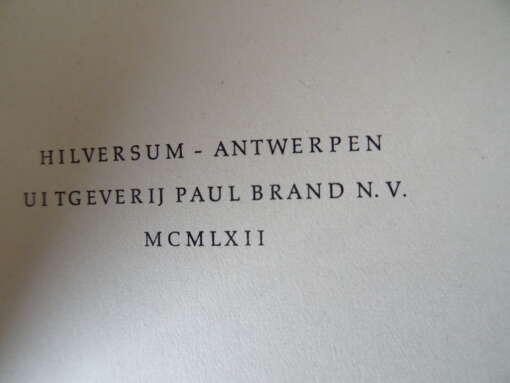 HILVERSUM - ANTWERPEN
UITGEVERIJ PAUL BRAND N.V.
MCMLXII